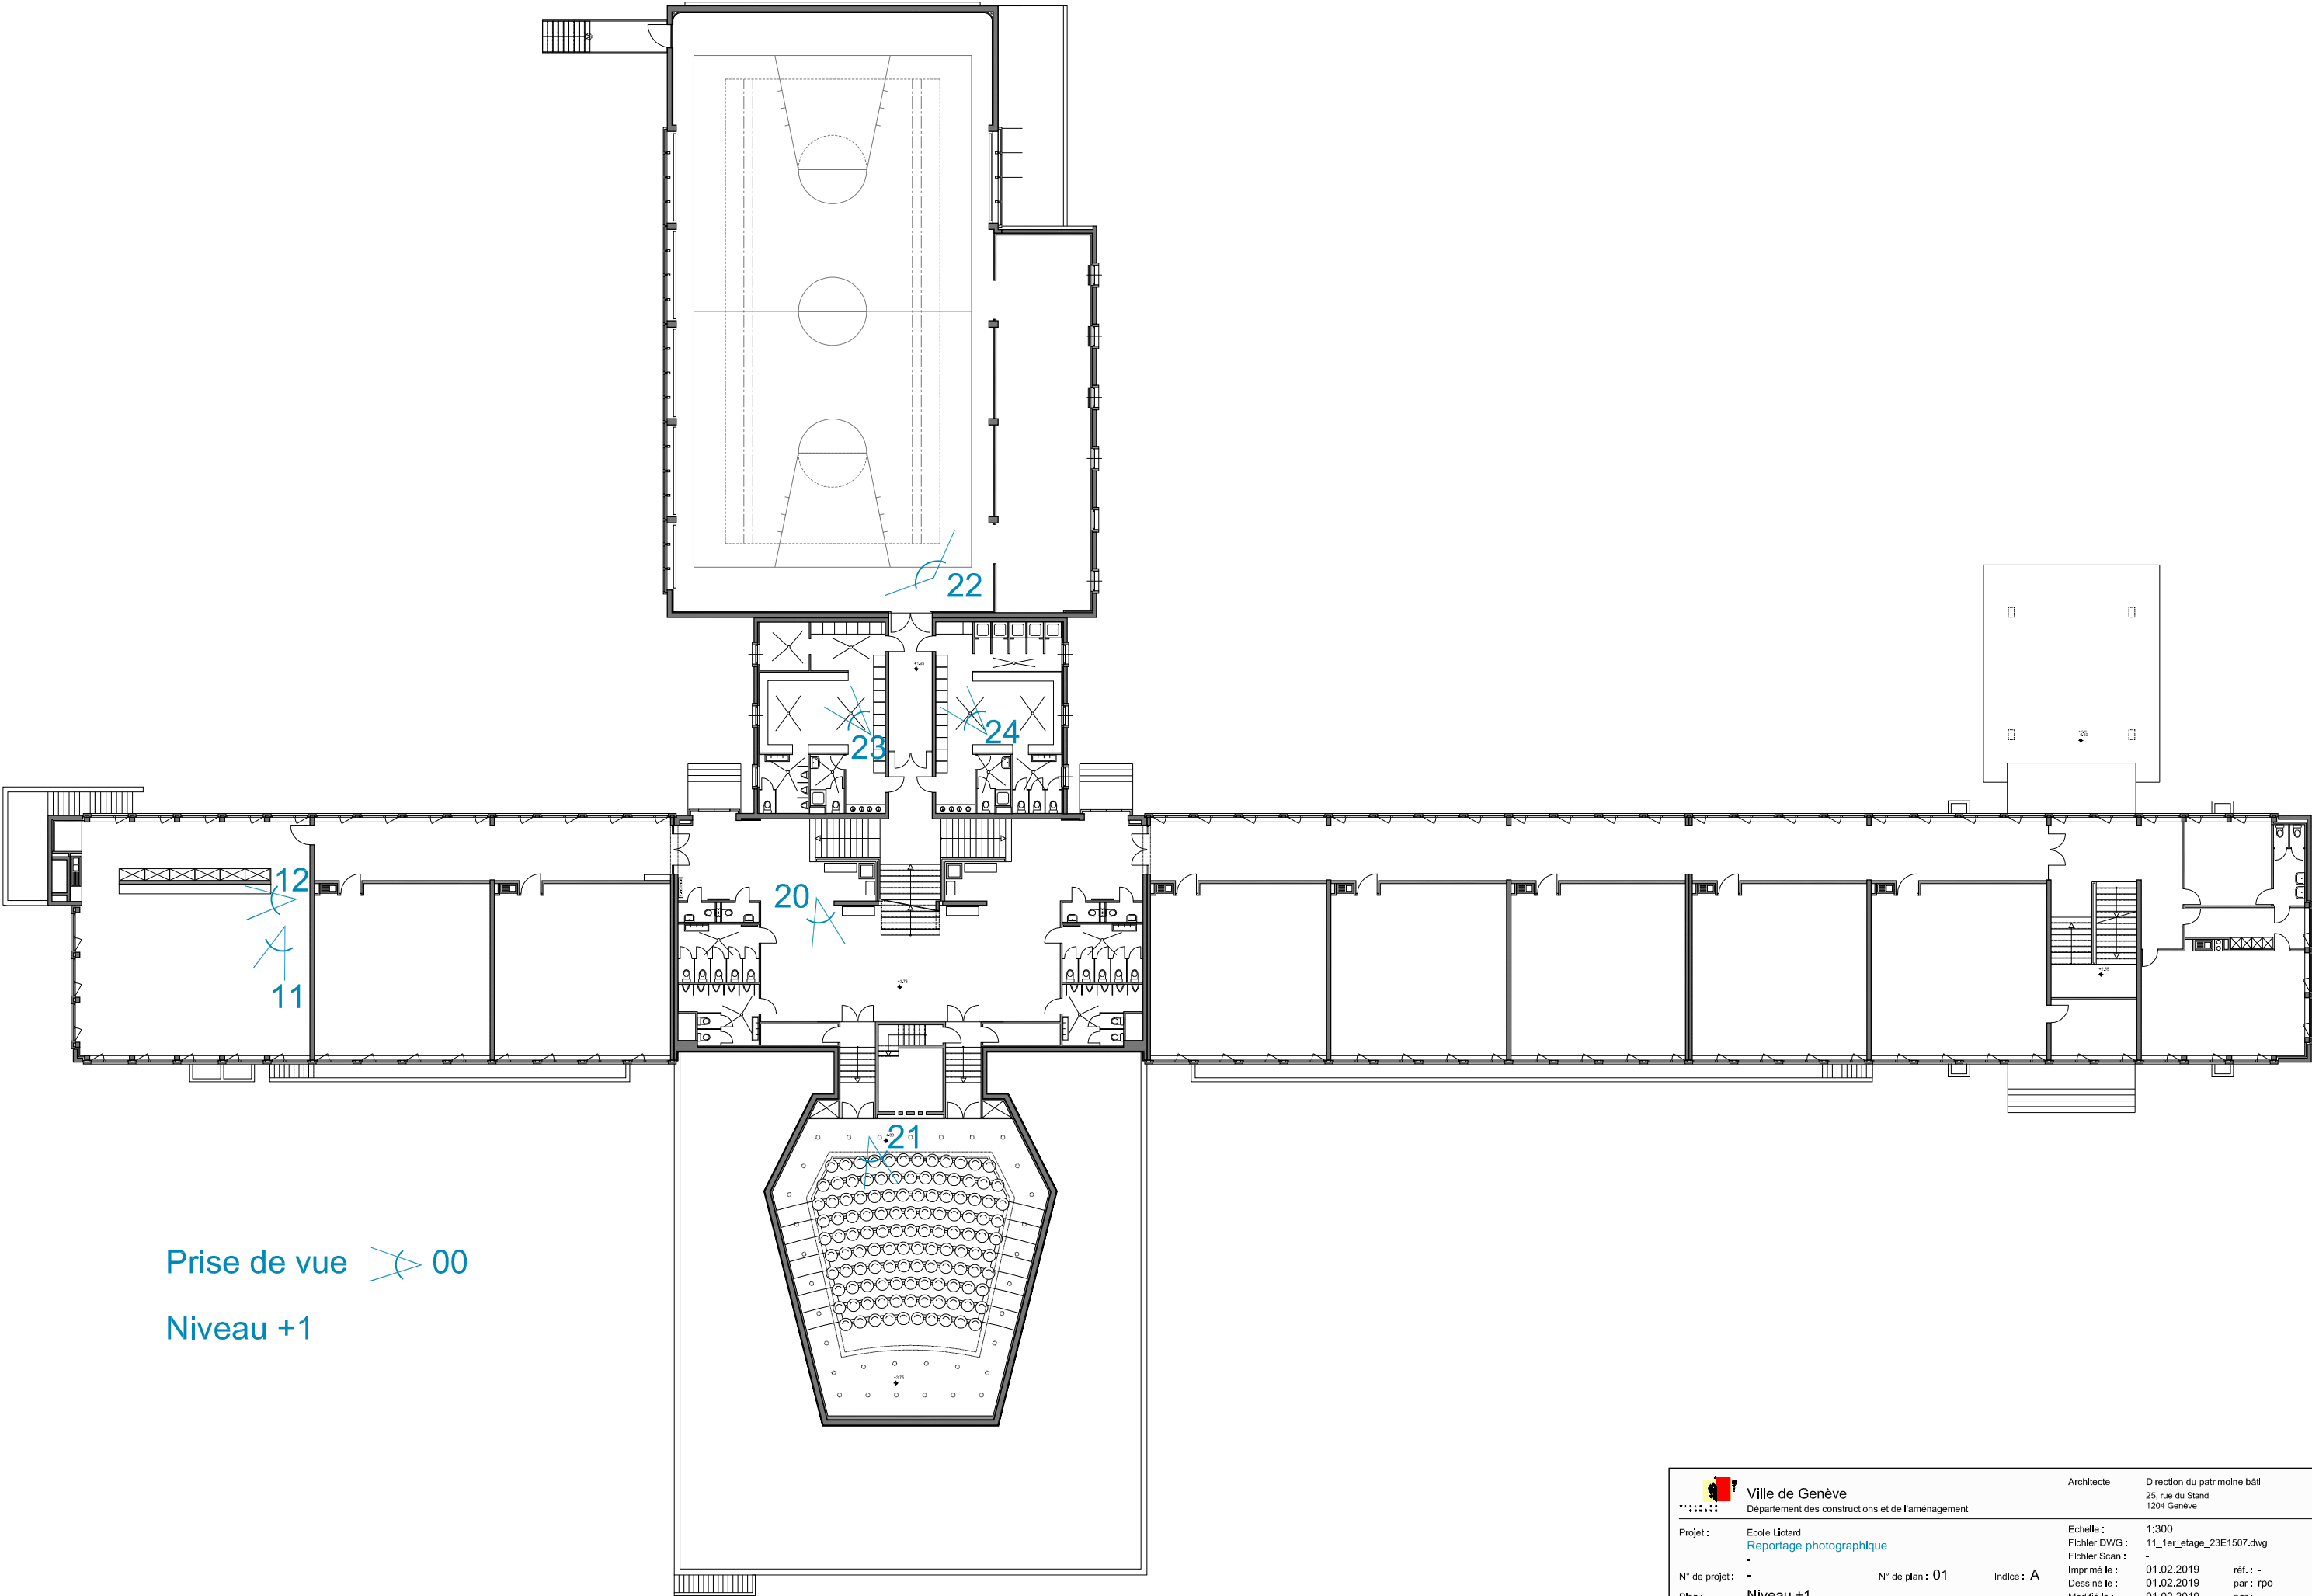 22
23
24
12
20
11
21
Prise de vue 00
Niveau +1
Ville de Genève
Département des constructions et de l'aménagement
Architecte Direction du patrimoine bâti
25, rue du Stand
1204 Genève
Projet : Ecole Liotard
Reportage photographique
-
Echelle : 1:300
Fichier DWG : 11_1er_etage_23E1507.dwg
Fichier Scan : -
N° de projet : - N° de plan : 01 Indice : A
Imprimé le : 01.02.2019 réf. : -
Dessiné le : 01.02.2019 par : rpo
Niveau +1